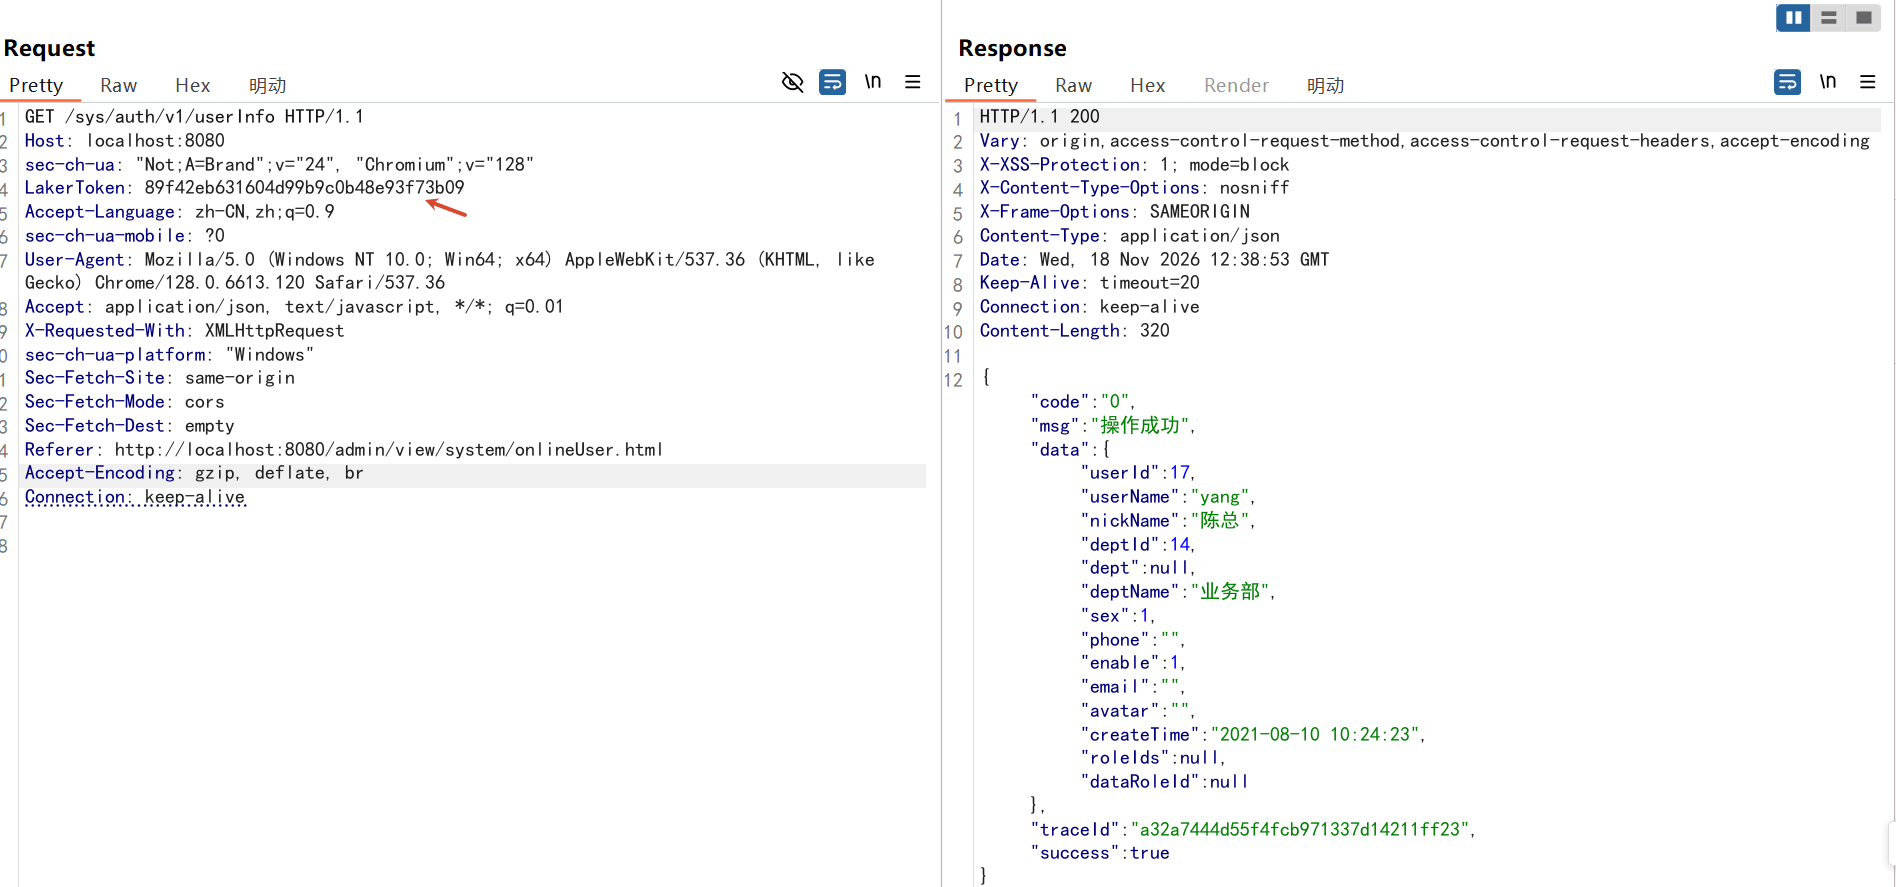 Request
Pretty Raw Hex 明动 \n
1 GET /sys/auth/v1/userInfo HTTP/1.1
2 Host: localhost:8080
3 sec-ch-ua: "Not;A=Brand";v="24", "Chromium";v="128"
4 LakerToken: 89f42eb631604d99b9c0b48e93f73b09
5 Accept-Language: zh-CN,zh;q=0.9
6 sec-ch-ua-mobile: ?0
7 User-Agent: Mozilla/5.0 (Windows NT 10.0; Win64; x64) AppleWebKit/537.36 (KHTML, like
Gecko) Chrome/128.0.6613.120 Safari/537.36
8 Accept: application/json, text/javascript, */*; q=0.01
9 X-Requested-With: XMLHttpRequest
0 sec-ch-ua-platform: "Windows"
1 Sec-Fetch-Site: same-origin
2 Sec-Fetch-Mode: cors
3 Sec-Fetch-Dest: empty
4 Referer: http://localhost:8080/admin/view/system/onlineUser.html
5 Accept-Encoding: gzip, deflate, br
6 Connection: keep-alive
7
8
Response
Pretty Raw Hex Render 明动 \n
1 HTTP/1.1 200
2 Vary: origin,access-control-request-method,access-control-request-headers,accept-encoding
3 X-XSS-Protection: 1; mode=block
4 X-Content-Type-Options: nosniff
5 X-Frame-Options: SAMEORIGIN
6 Content-Type: application/json
7 Date: Wed, 18 Nov 2026 12:38:53 GMT
8 Keep-Alive: timeout=20
9 Connection: keep-alive
10 Content-Length: 320
11
12 {
"code":"0",
"msg":"操作成功",
"data":{
"userId":17,
"userName":"yang",
"nickName":"陈总",
"deptId":14,
"dept":null,
"deptName":"业务部",
"sex":1,
"phone":"",
"enable":1,
"email":"",
"avatar":"",
"createTime":"2021-08-10 10:24:23",
"roleIds":null,
"dataRoleId":null
},
"traceId":"a32a7444d55f4fcb971337d14211ff23",
"success":true
}